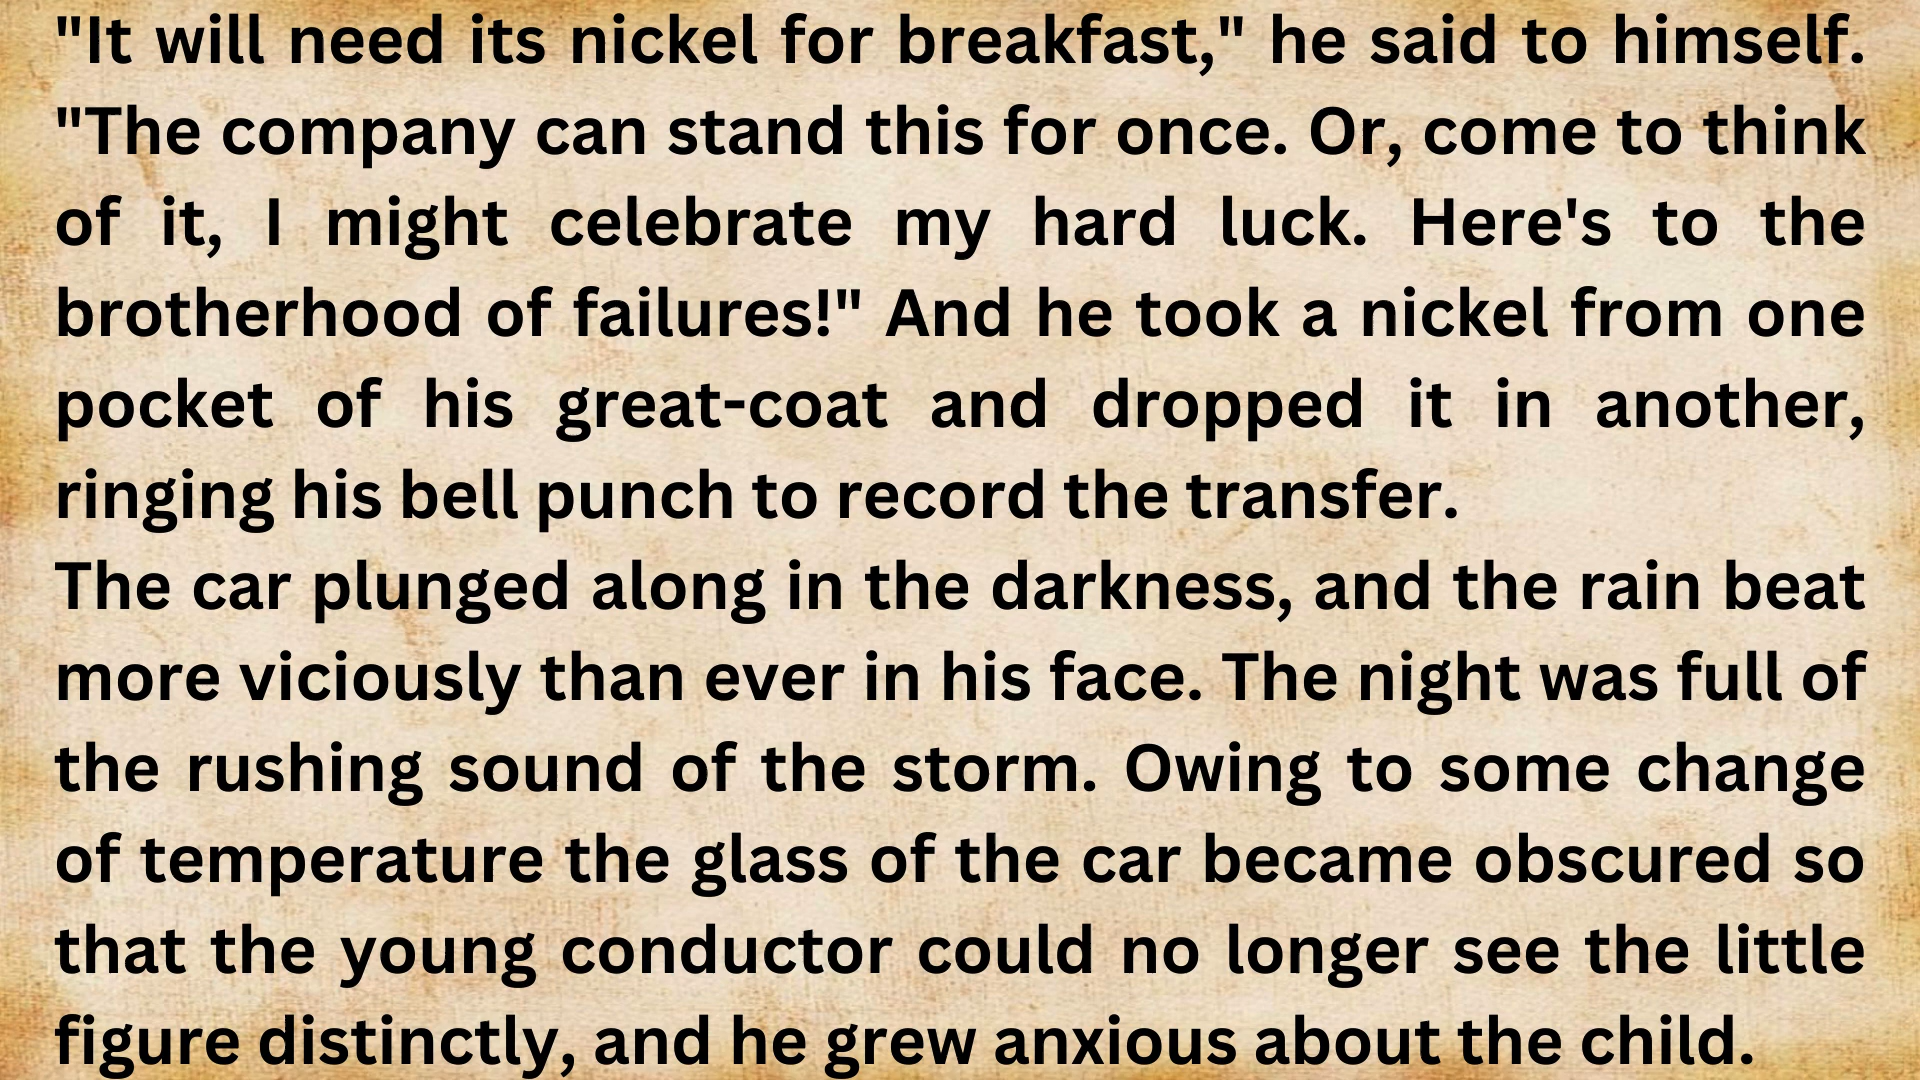 "It will need its nickel for breakfast," he said to himself.
"The company can stand this for once. Or, come to think
of it, I might celebrate my hard luck. Here's to the
brotherhood of failures!" And he took a nickel from one
pocket of his great-coat and dropped it in another,
ringing his bell punch to record the transfer.
The car plunged along in the darkness, and the rain beat
more viciously than ever in his face. The night was full of
the rushing sound of the storm. Owing to some change
of temperature the glass of the car became obscured so
that the young conductor could no longer see the little
figure distinctly, and he grew anxious about the child.